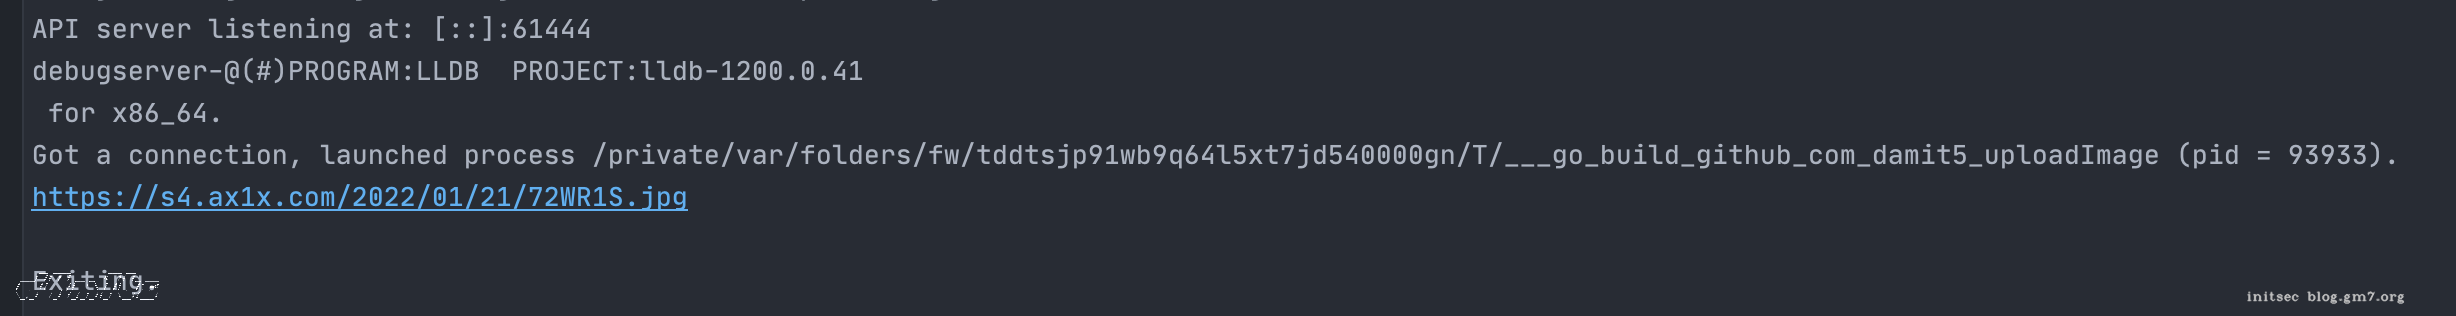 API server listening at: [::]:61444
debugserver-@(#)PROGRAM:LLDB  PROJECT:lldb-1200.0.41
 for x86_64.
Got a connection, launched process /private/var/folders/fw/tddtsjp91wb9q64l5xt7jd540000gn/T/___go_build_github_com_damit5_uploadImage (pid = 93933).
https://s4.ax1x.com/2022/01/21/72WR1S.jpg
Exiting.
initsec blog.gm7.org